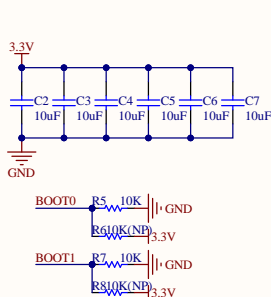 3.3V
C2 C3 C4 C5 C6 C7
10uF 10uF 10uF 10uF 10uF 10uF
GND
BOOT0 R5 10K GND
R6 10K(NP) 3.3V
BOOT1 R7 10K GND
R8 10K(NP) 3.3V